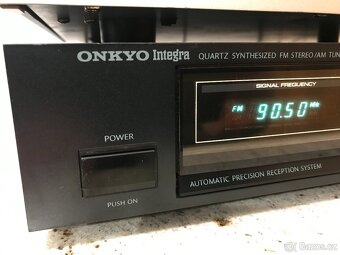 ONKYO Integra QUARTZ SYNTHESIZED FM STEREO/AM TUN
SIGNAL FREQUENCY
FM 90.50 MHz
POWER
PUSH ON
AUTOMATIC PRECISION RECEPTION SYSTEM
Bazos.cz